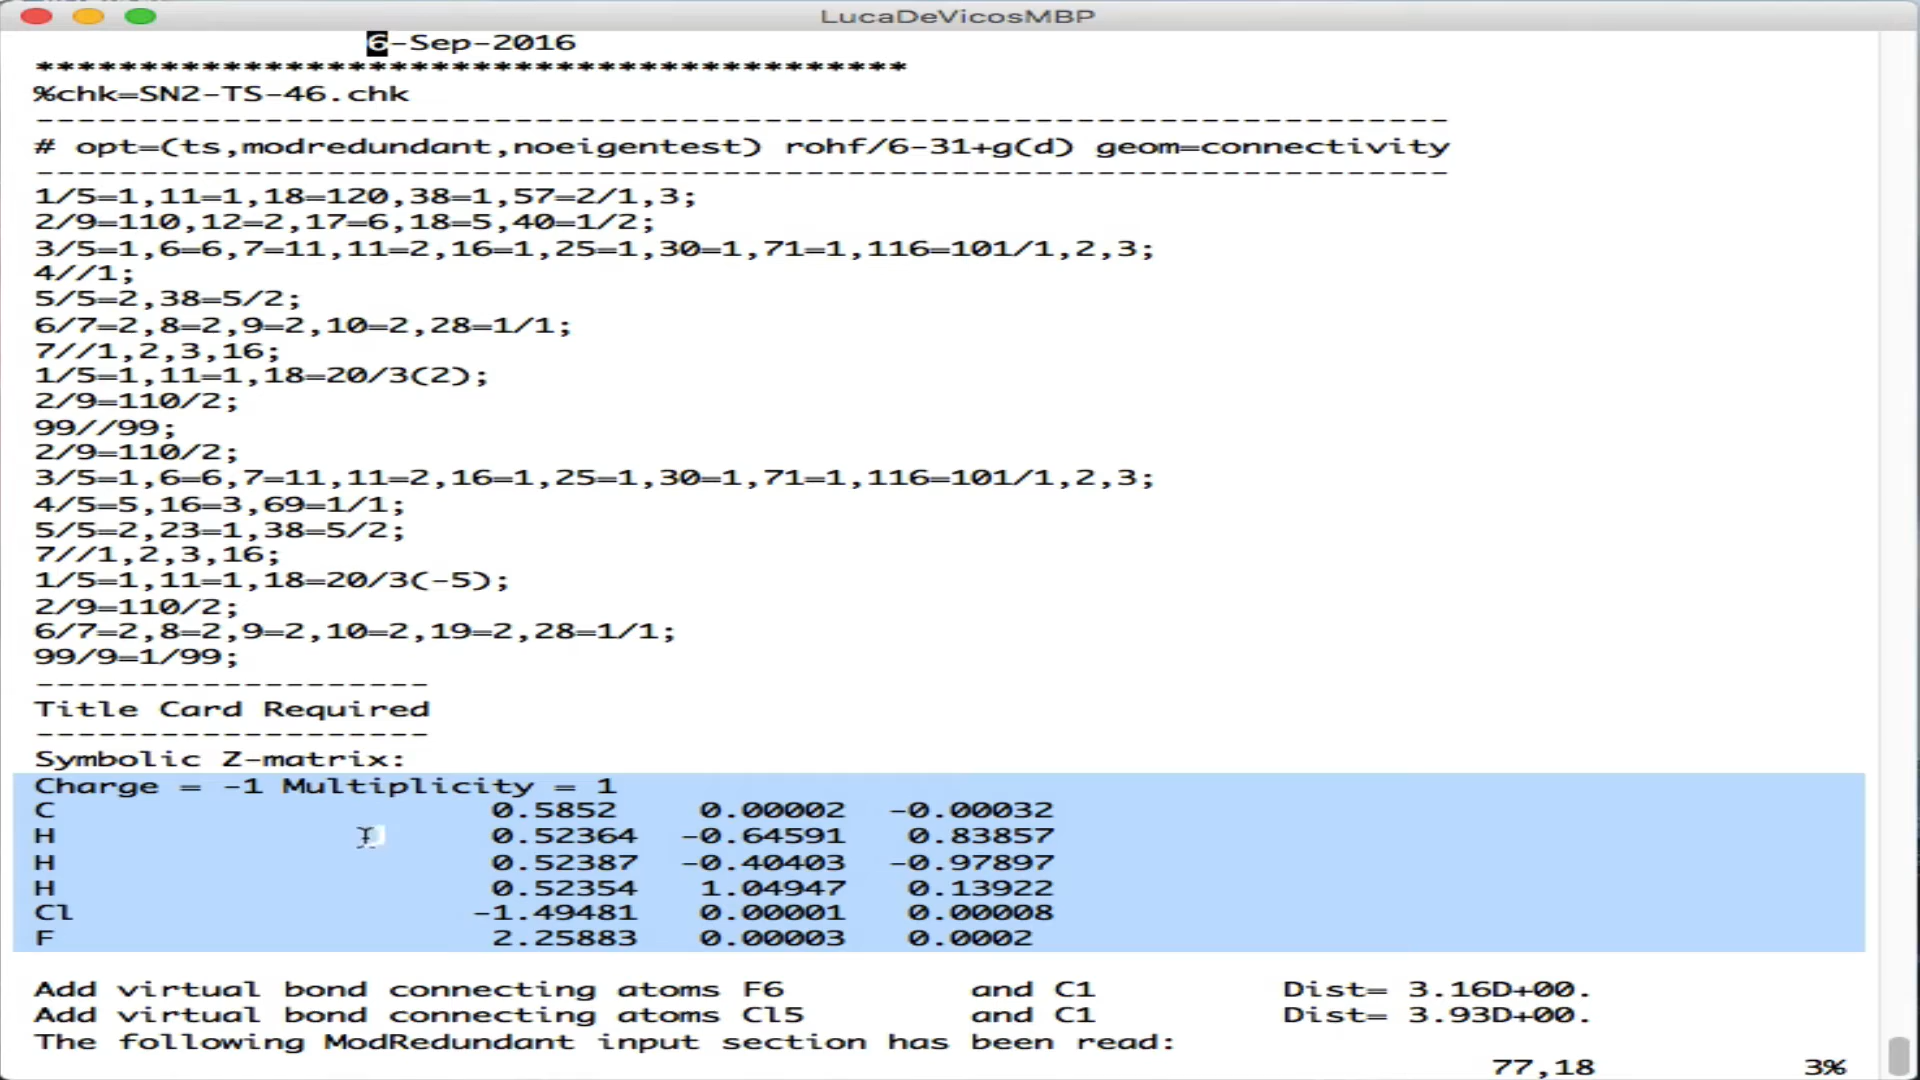 LucaDeVicosMBP
6-Sep-2016
******************************************
%chk=SN2-TS-46.chk
--------------------------------------------------------------------
# opt=(ts,modredundant,noeigentest) rohf/6-31+g(d) geom=connectivity
--------------------------------------------------------------------
1/5=1,11=1,18=120,38=1,57=2/1,3;
2/9=110,12=2,17=6,18=5,40=1/2;
3/5=1,6=6,7=11,11=2,16=1,25=1,30=1,71=1,116=101/1,2,3;
4//1;
5/5=2,38=5/2;
6/7=2,8=2,9=2,10=2,28=1/1;
7//1,2,3,16;
1/5=1,11=1,18=20/3(2);
2/9=110/2;
99//99;
2/9=110/2;
3/5=1,6=6,7=11,11=2,16=1,25=1,30=1,71=1,116=101/1,2,3;
4/5=5,16=3,69=1/1;
5/5=2,23=1,38=5/2;
7//1,2,3,16;
1/5=1,11=1,18=20/3(-5);
2/9=110/2;
6/7=2,8=2,9=2,10=2,19=2,28=1/1;
99/9=1/99;
-------------------
Title Card Required
-------------------
Symbolic Z-matrix:
Charge = -1 Multiplicity = 1
C 0.5852 0.00002 -0.00032
H 0.52364 -0.64591 0.83857
H 0.52387 -0.40403 -0.97897
H 0.52354 1.04947 0.13922
Cl -1.49481 0.00001 0.00008
F 2.25883 0.00003 0.0002
Add virtual bond connecting atoms F6 and C1 Dist= 3.16D+00.
Add virtual bond connecting atoms Cl5 and C1 Dist= 3.93D+00.
The following ModRedundant input section has been read:
77,18 3%